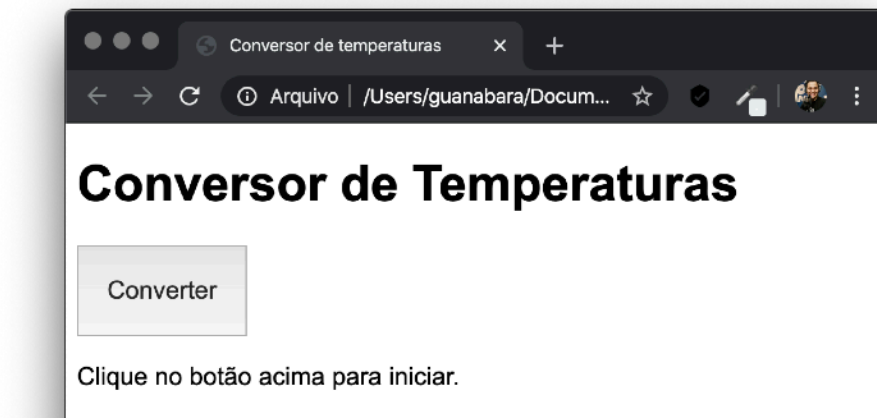 Conversor de temperaturas
Arquivo | /Users/guanabara/Docum...
Conversor de Temperaturas
Converter
Clique no botão acima para iniciar.